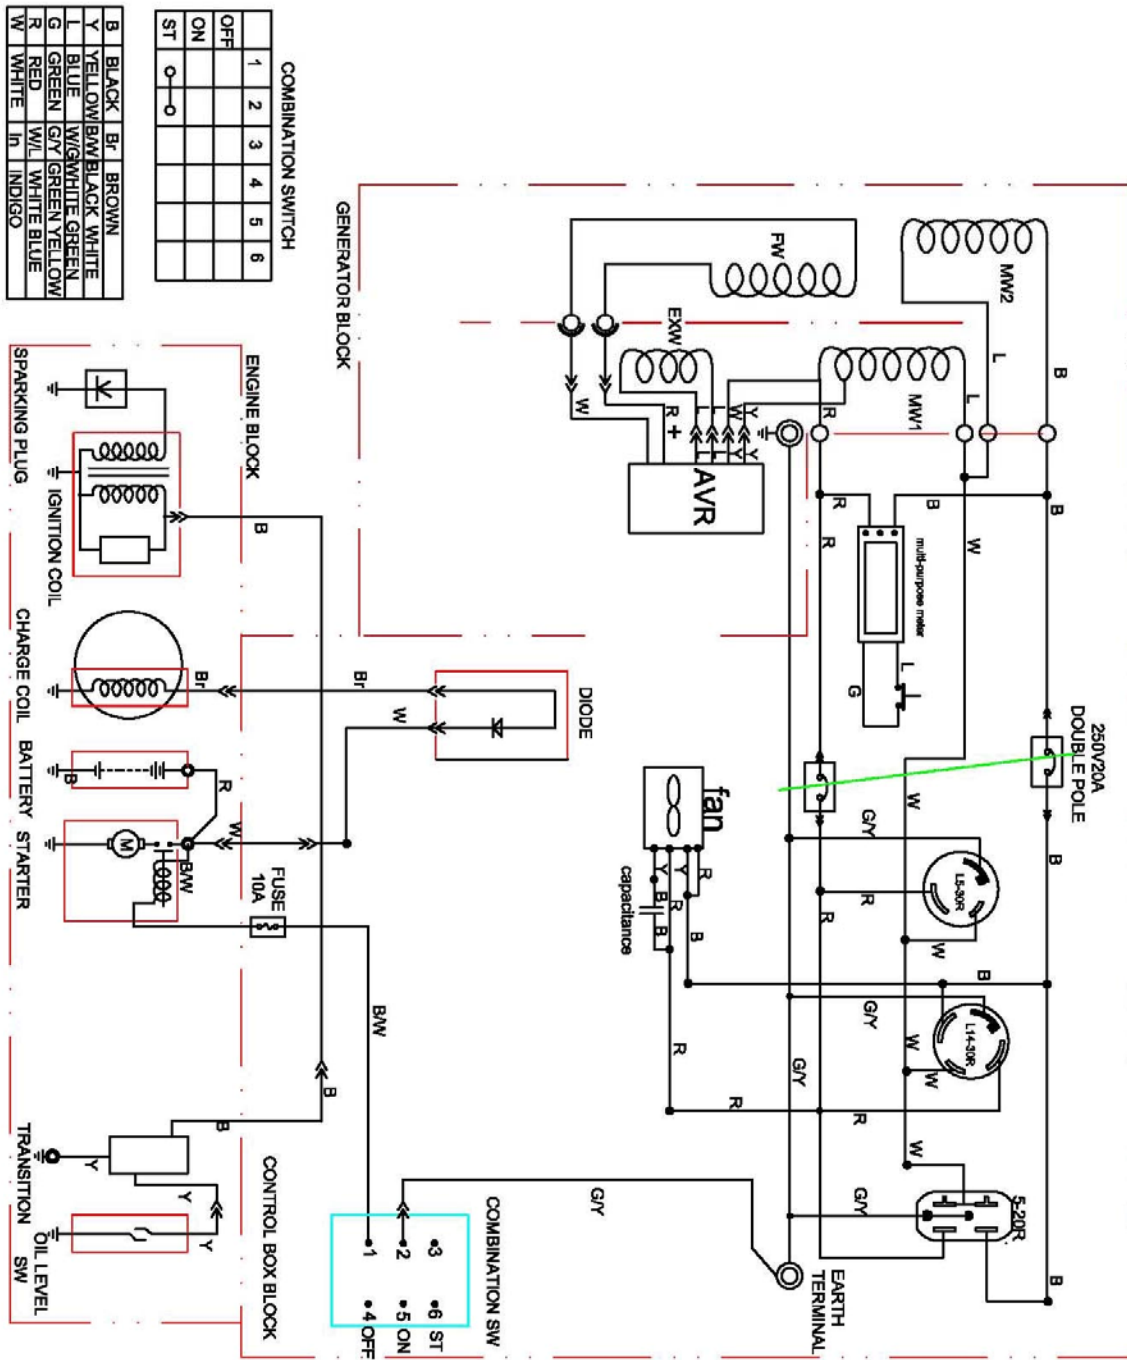 COMBINATION SWITCH
1 2 3 4 5 6
OFF
ON
ST
B BLACK Br BROWN
Y YELLOW B/W BLACK WHITE
L BLUE W/G WHITE GREEN
G GREEN G/Y GREEN YELLOW
R RED W/L WHITE BLUE
W WHITE In INDIGO
GENERATOR BLOCK
MW2
FW
EXW
MW1
L
B
L
R
W
R
+
L
L
W
Y
L
L
Y
Y
AVR
R
B
B
R
W
multi-purpose meter
L
G
250V20A
DOUBLE POLE
ENGINE BLOCK
SPARKING PLUG
IGNITION COIL
B
CHARGE COIL
Br
Br
W
DIODE
BATTERY
B
R
W
STARTER
M
B/W
FUSE
10A
B/W
fan
Y
Y
R
R
B
B
B
capacitance
G/Y
W
B
L5-30R
R
R
W
B
G/Y
L14-30R
W
W
G/Y
R
R
R
W
G/Y
5-20R
B
B
B
TRANSITION
Y
Y
Y
OIL LEVEL
SW
CONTROL BOX BLOCK
COMBINATION SW
G/Y
1 2 3
4 OFF 5 ON 6 ST
EARTH
TERMINAL